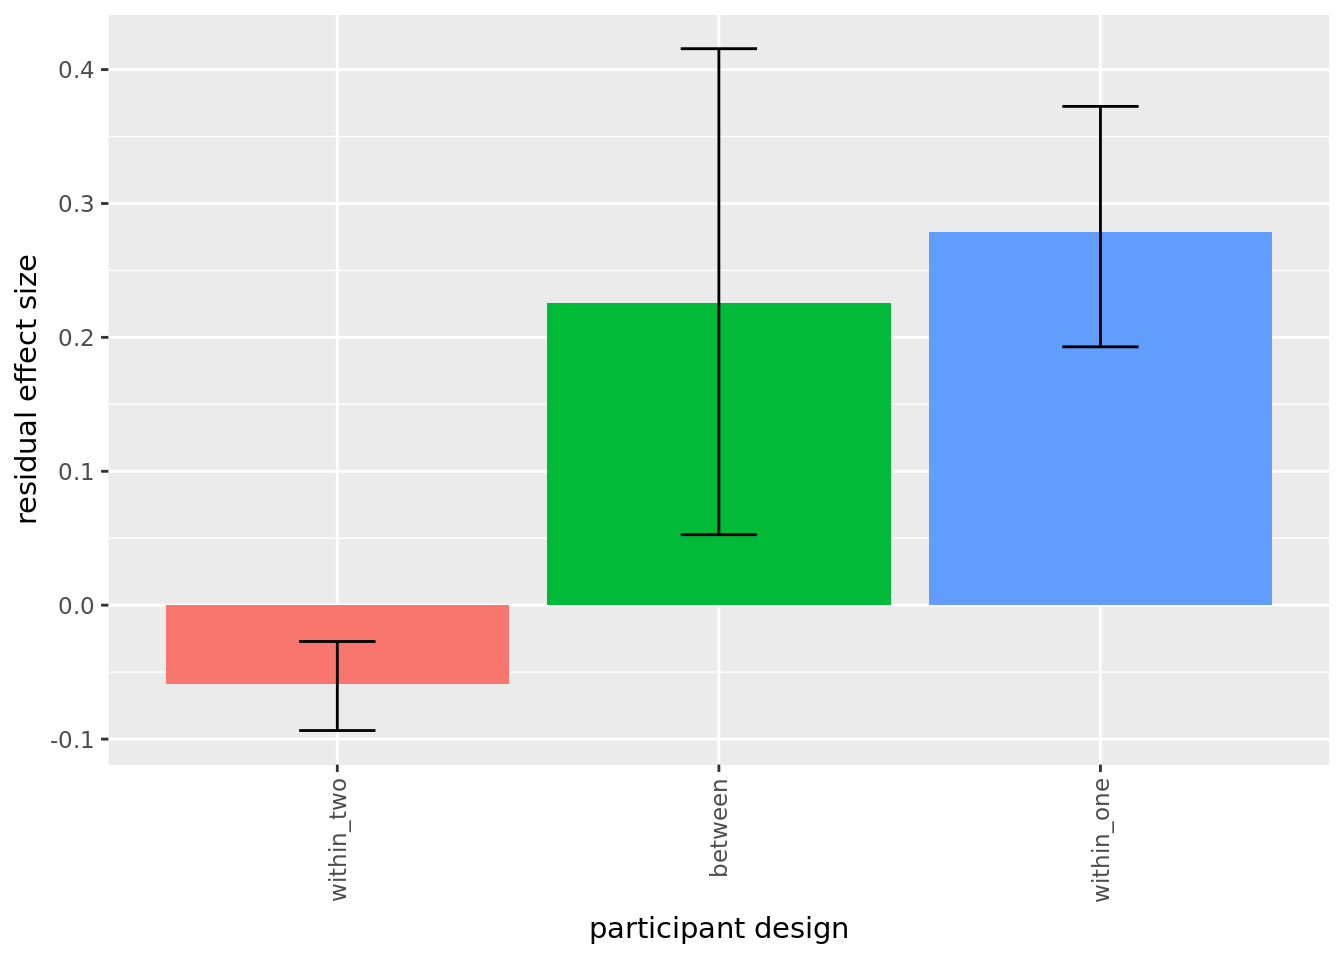 residual effect size
0.4
0.3
0.2
0.1
0.0
-0.1
within_two
between
within_one
participant design